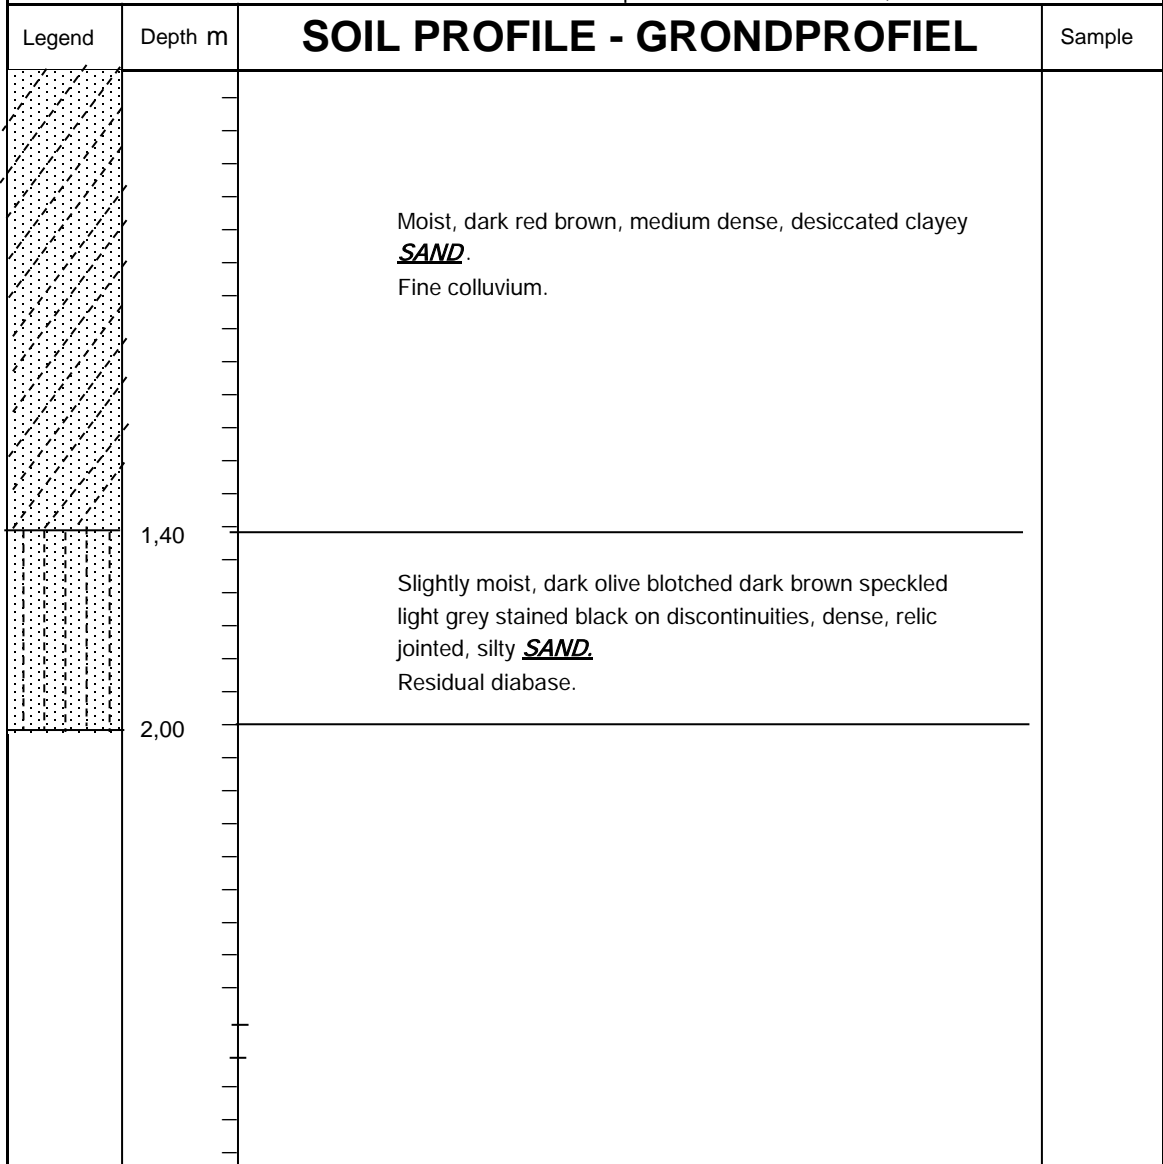 Legend
Depth m
SOIL PROFILE - GRONDPROFIEL
Sample
Moist, dark red brown, medium dense, desiccated clayey
SAND.
Fine colluvium.
1,40
Slightly moist, dark olive blotched dark brown speckled
light grey stained black on discontinuities, dense, relic
jointed, silty SAND.
Residual diabase.
2,00